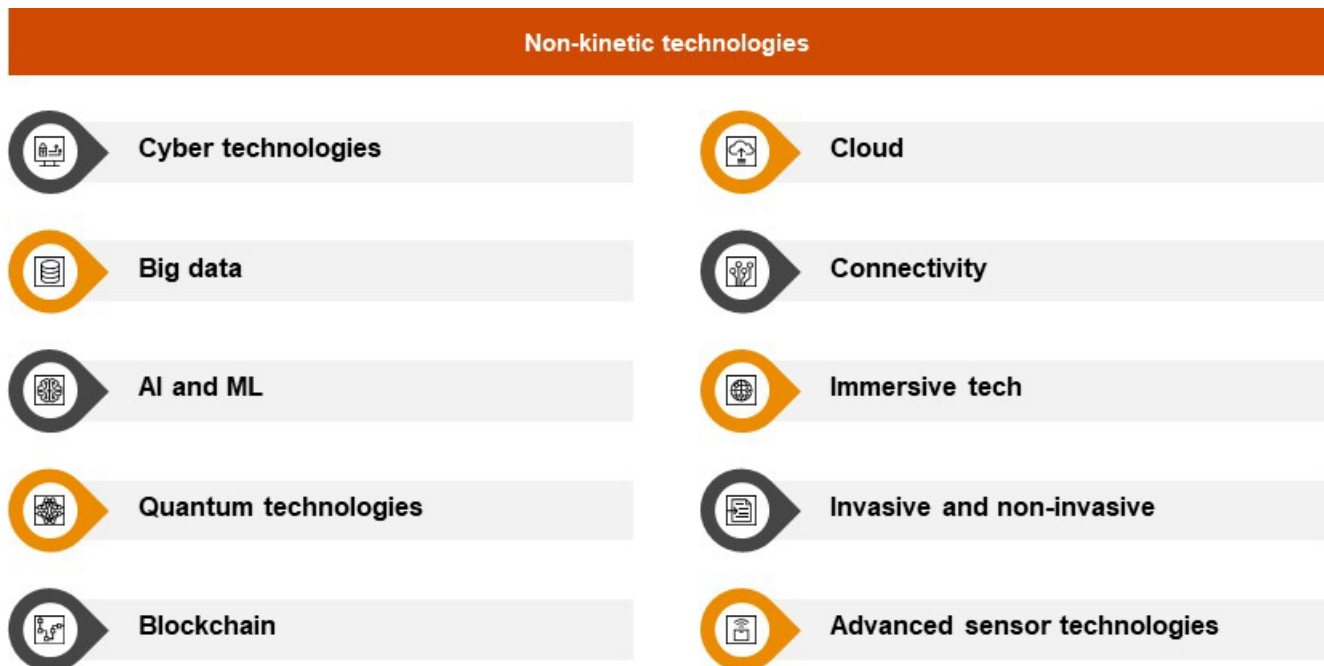 Non-kinetic technologies
Cyber technologies
Big data
AI and ML
Quantum technologies
Blockchain
Cloud
Connectivity
Immersive tech
Invasive and non-invasive
Advanced sensor technologies